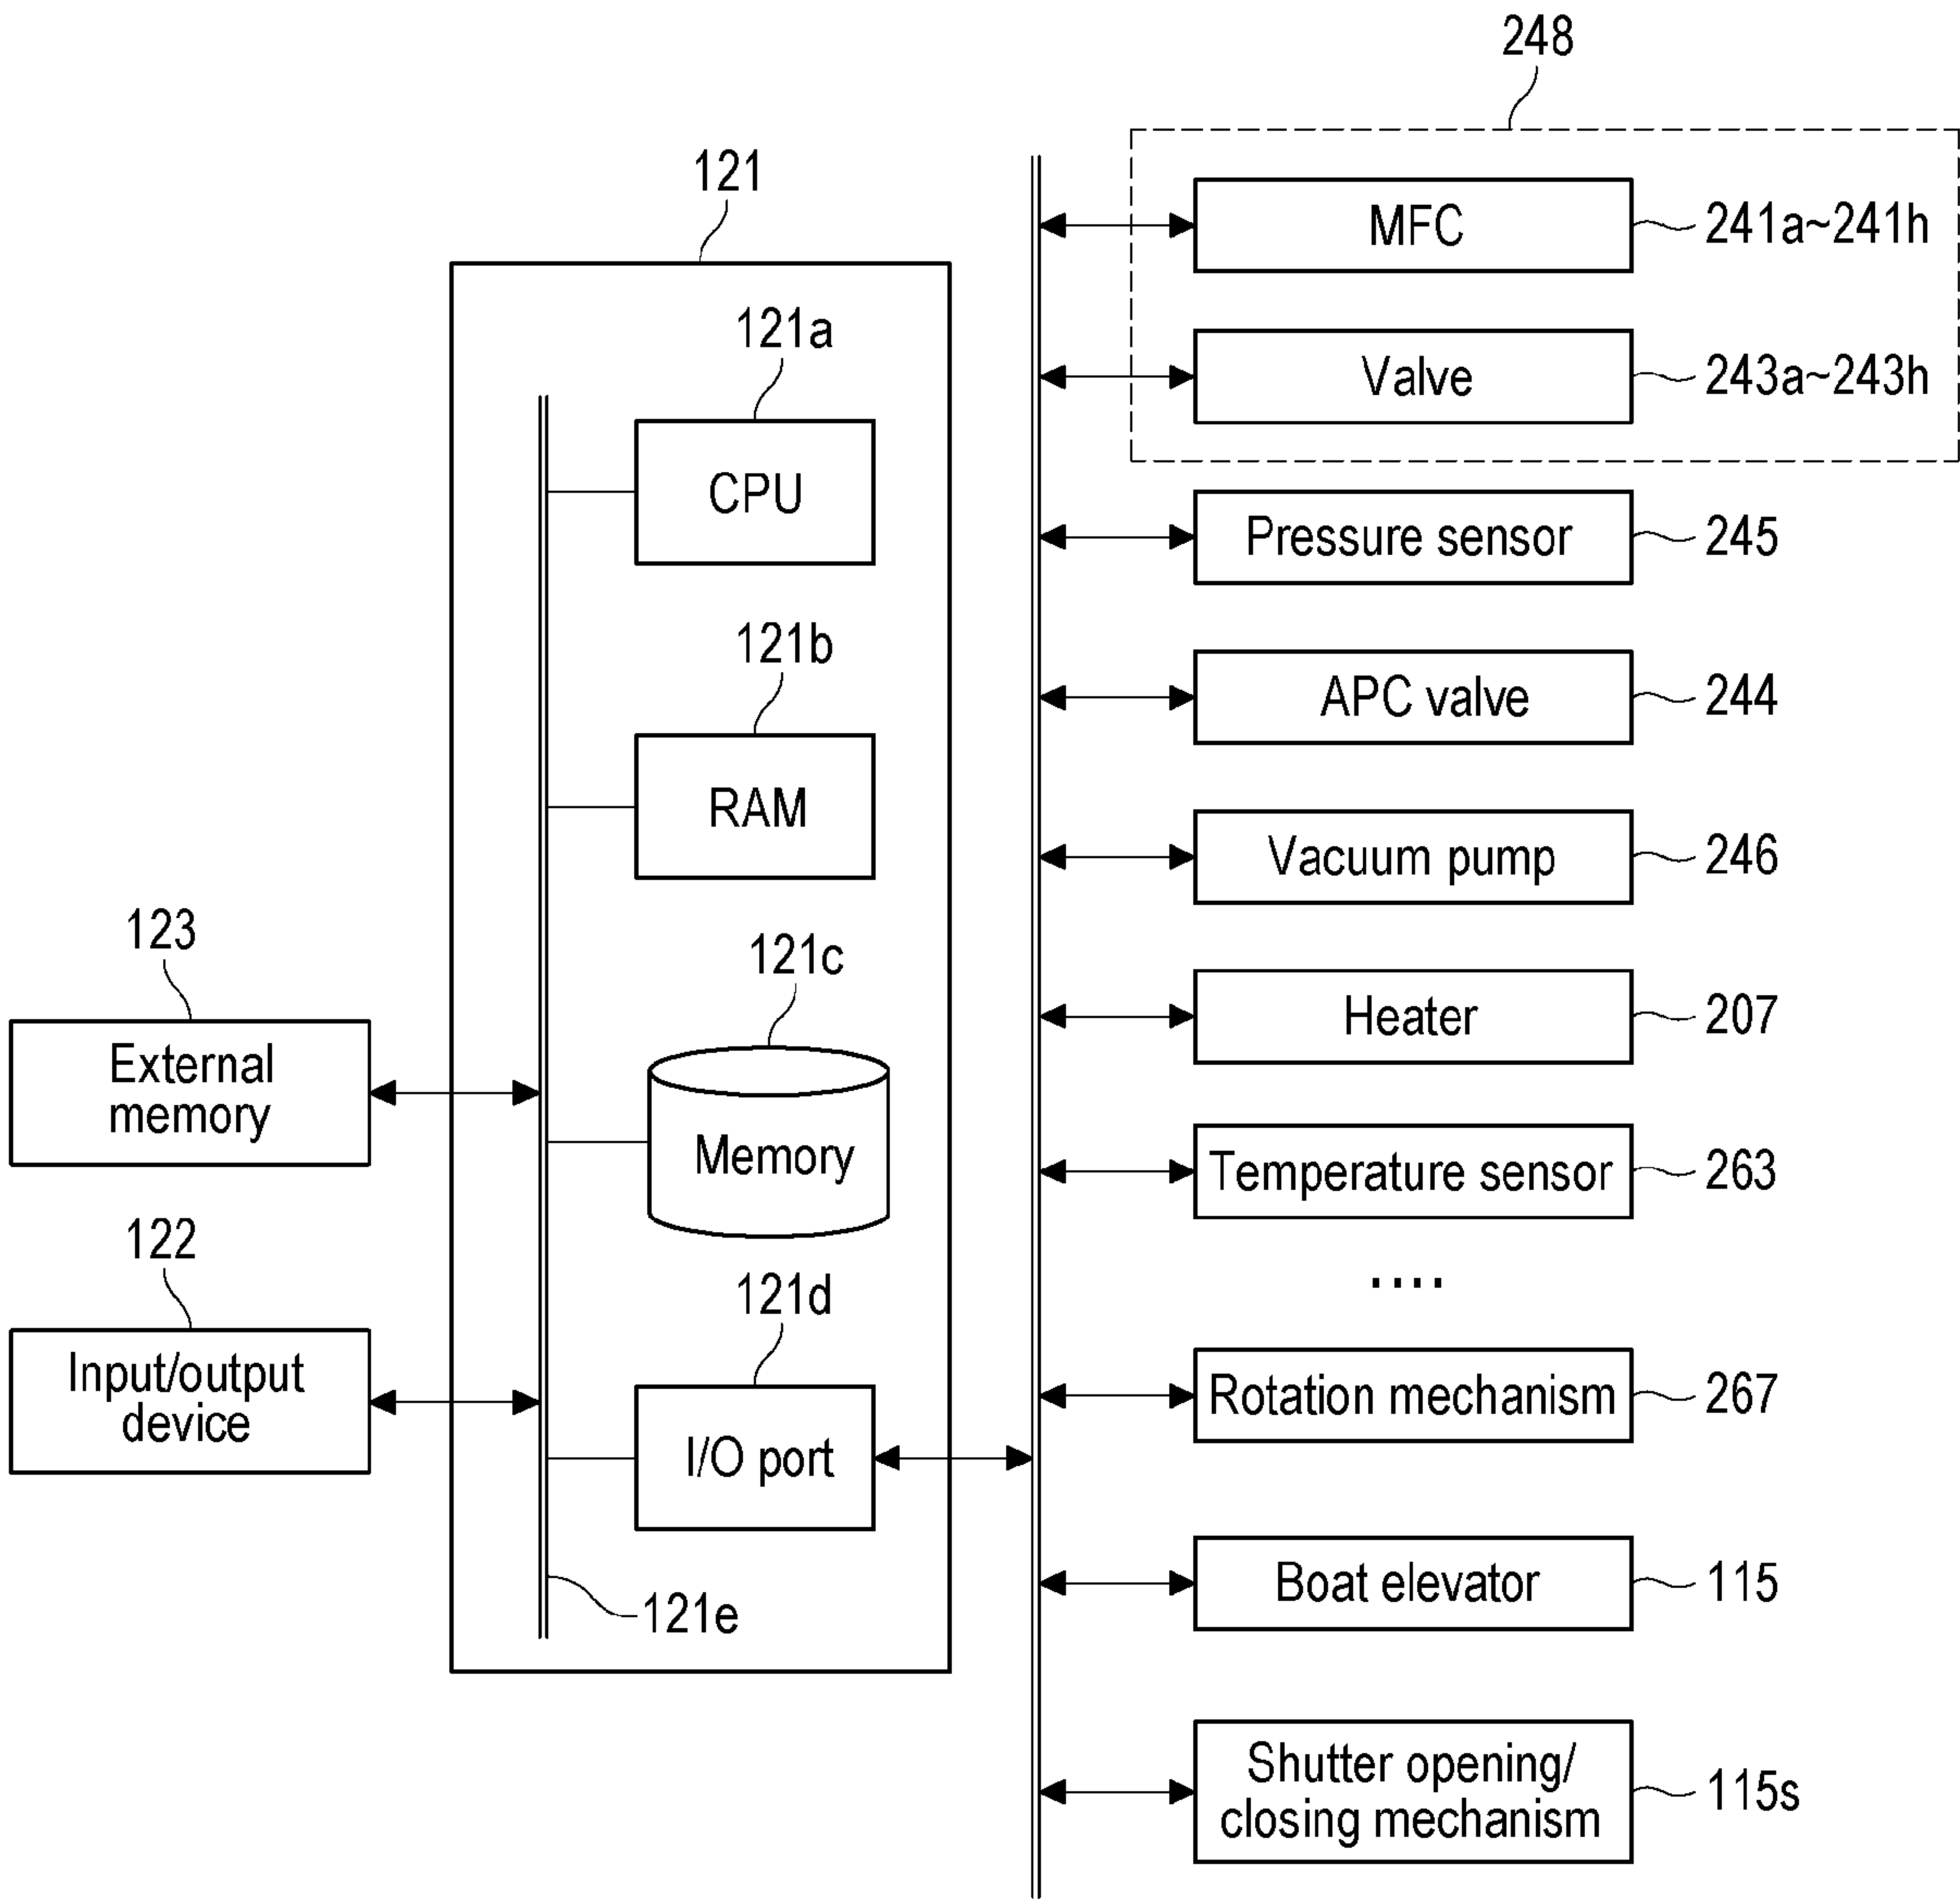 248
121
MFC
241a~241h
121a
Valve
243a~243h
CPU
Pressure sensor
245
121b
APC valve
244
RAM
Vacuum pump
246
123
121c
External
memory
Heater
207
Memory
Temperature sensor
263
122
121d
....
Input/output
device
Rotation mechanism
267
I/O port
Boat elevator
115
121e
Shutter opening/
closing mechanism
115s